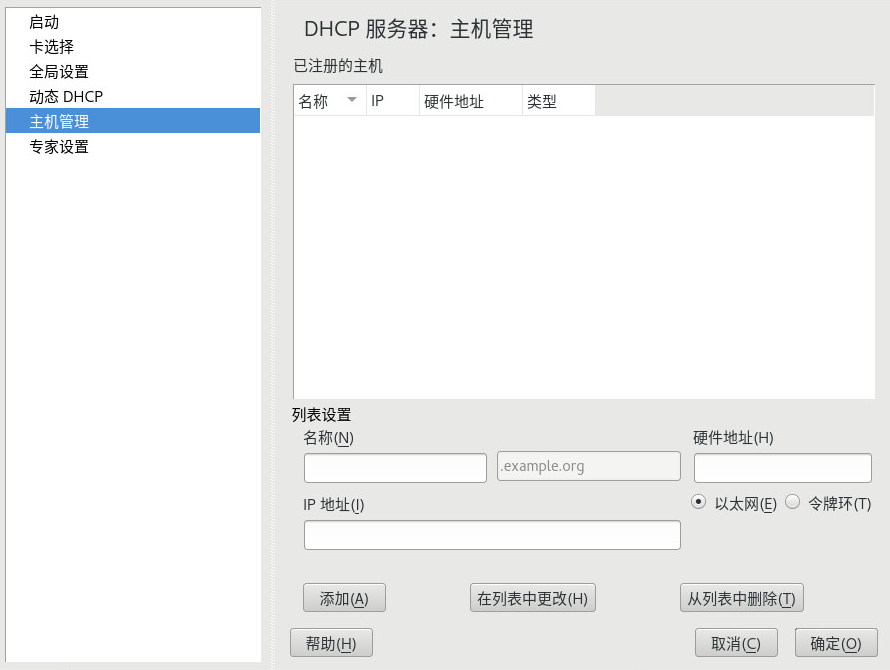 启动
卡选择
全局设置
动态 DHCP
主机管理
专家设置
DHCP 服务器：主机管理
已注册的主机
名称 IP 硬件地址 类型
列表设置
名称(N) 硬件地址(H)
.example.org
IP 地址(I) 以太网(E) 令牌环(T)
添加(A) 在列表中更改(H) 从列表中删除(T)
帮助(H) 取消(C) 确定(O)